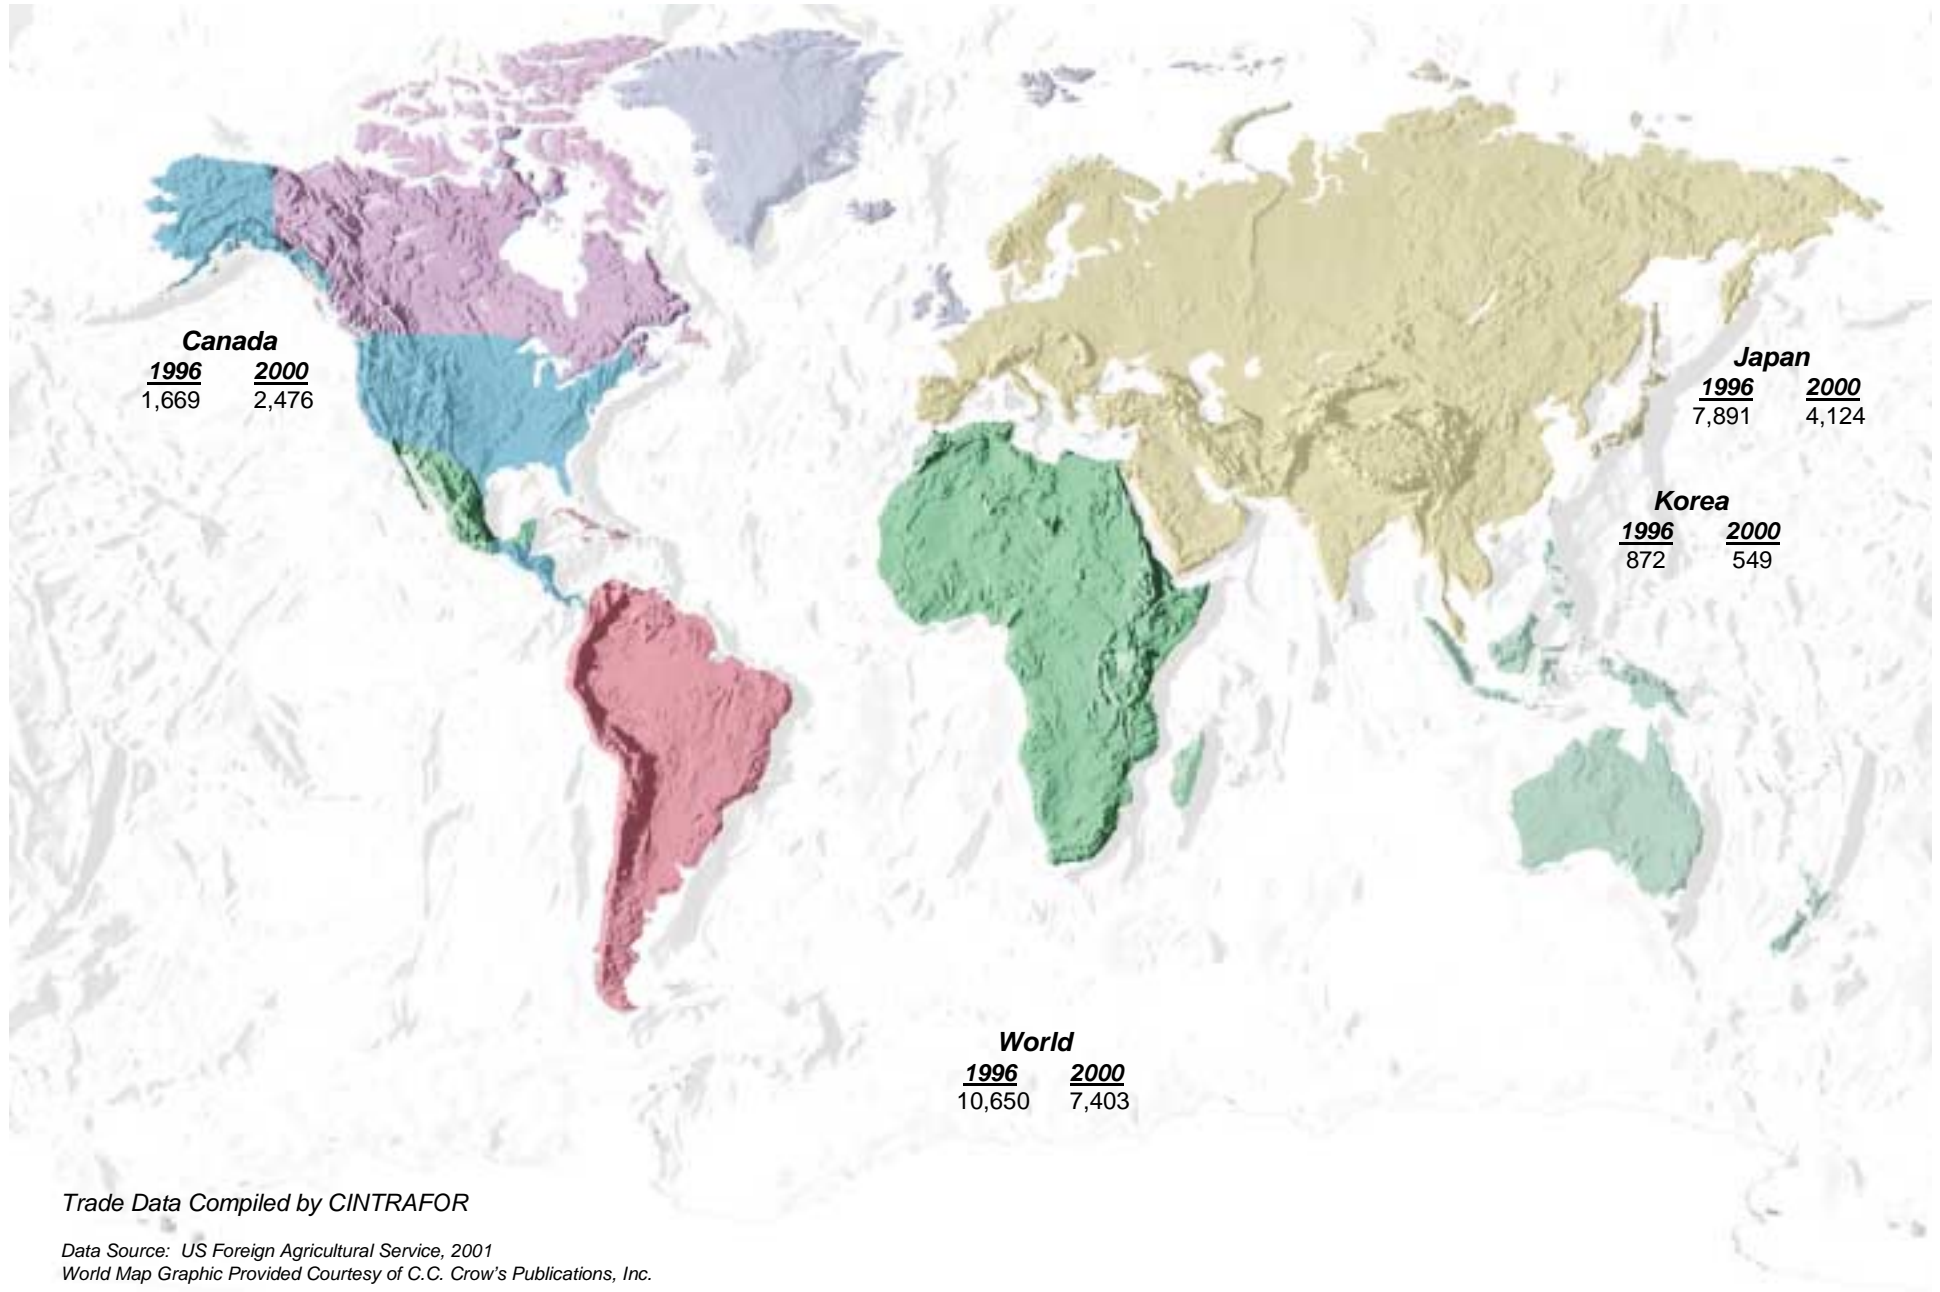 Canada
1996 2000
1,669 2,476
Japan
1996 2000
7,891 4,124
Korea
1996 2000
872 549
World
1996 2000
10,650 7,403
Trade Data Compiled by CINTRAFOR
Data Source: US Foreign Agricultural Service, 2001
World Map Graphic Provided Courtesy of C.C. Crow's Publications, Inc.